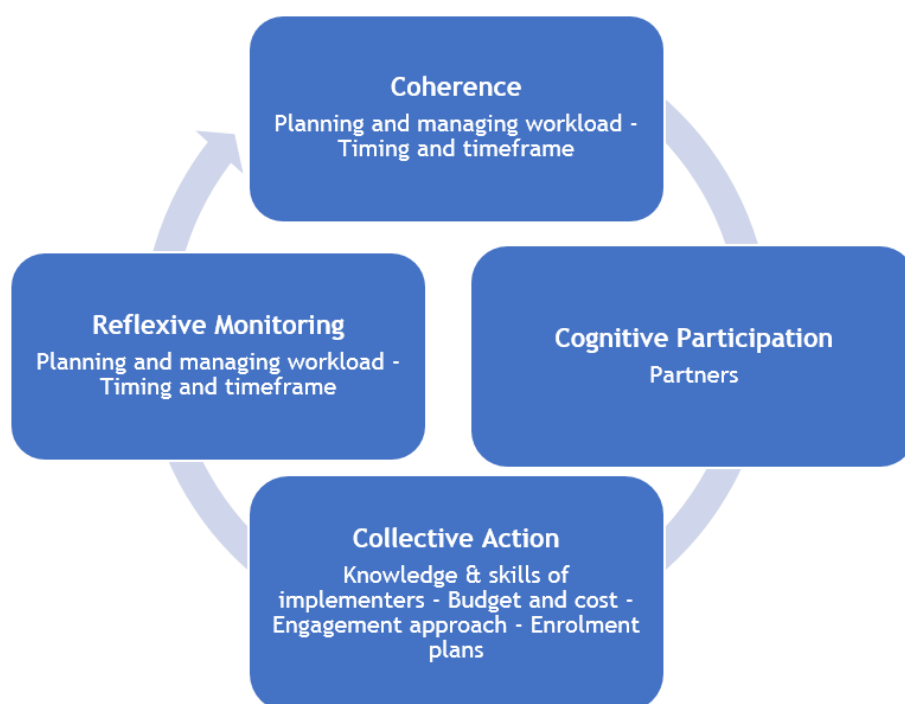 Coherence
Planning and managing workload -
Timing and timeframe
Cognitive Participation
Partners
Collective Action
Knowledge & skills of
implementers - Budget and cost -
Engagement approach - Enrolment
plans
Reflexive Monitoring
Planning and managing workload -
Timing and timeframe